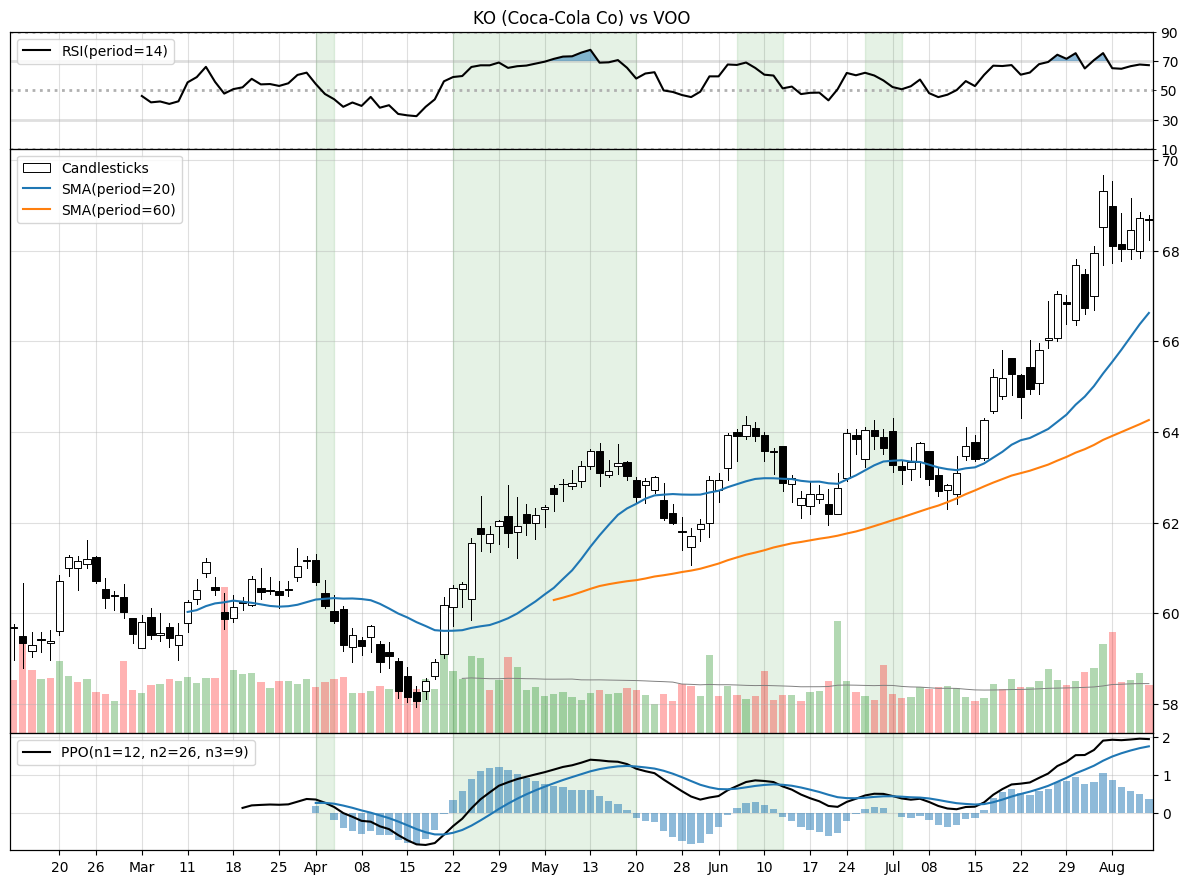 KO (Coca-Cola Co) vs VOO
RSI(period=14)
90
70
50
30
10
Candlesticks
SMA(period=20)
SMA(period=60)
70
68
66
64
62
60
58
PPO(n1=12, n2=26, n3=9)
2
1
0
20 26 Mar 11 18 25 Apr 08 15 22 29 May 13 20 28 Jun 10 17 24 Jul 08 15 22 29 Aug